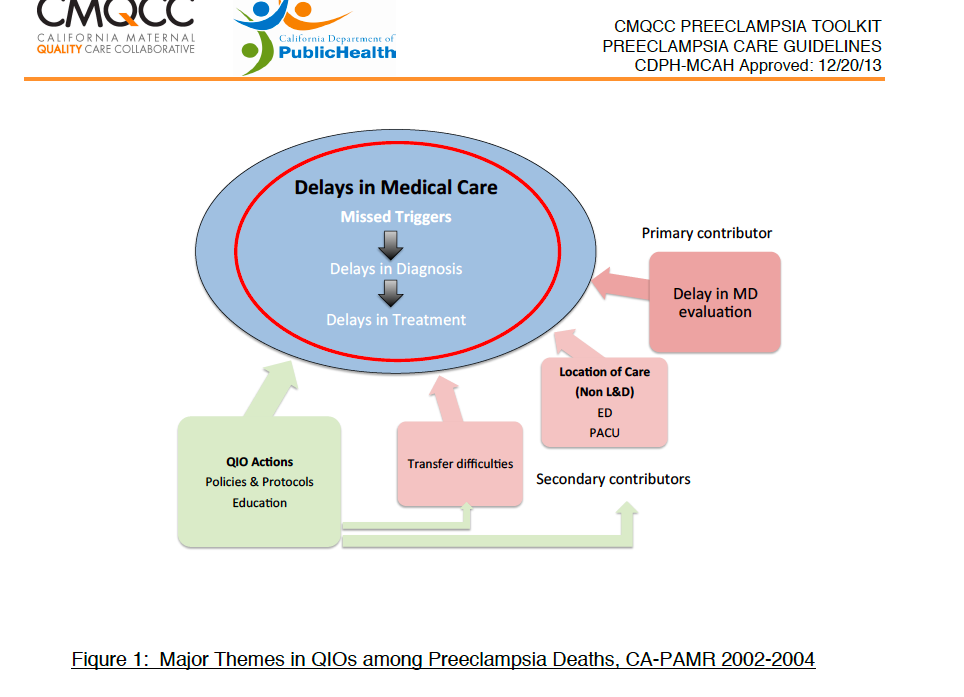 CMQCC
CALIFORNIA MATERNAL
QUALITY CARE COLLABORATIVE
California Department of
PublicHealth
CMQCC PREECLAMPSIA TOOLKIT
PREECLAMPSIA CARE GUIDELINES
CDPH-MCAH Approved: 12/20/13
Delays in Medical Care
Missed Triggers
Delays in Diagnosis
Delays in Treatment
Primary contributor
Delay in MD
evaluation
Location of Care
(Non L&D)
ED
PACU
QIO Actions
Policies & Protocols
Education
Transfer difficulties
Secondary contributors
Figure 1: Major Themes in QIOs among Preeclampsia Deaths, CA-PAMR 2002-2004